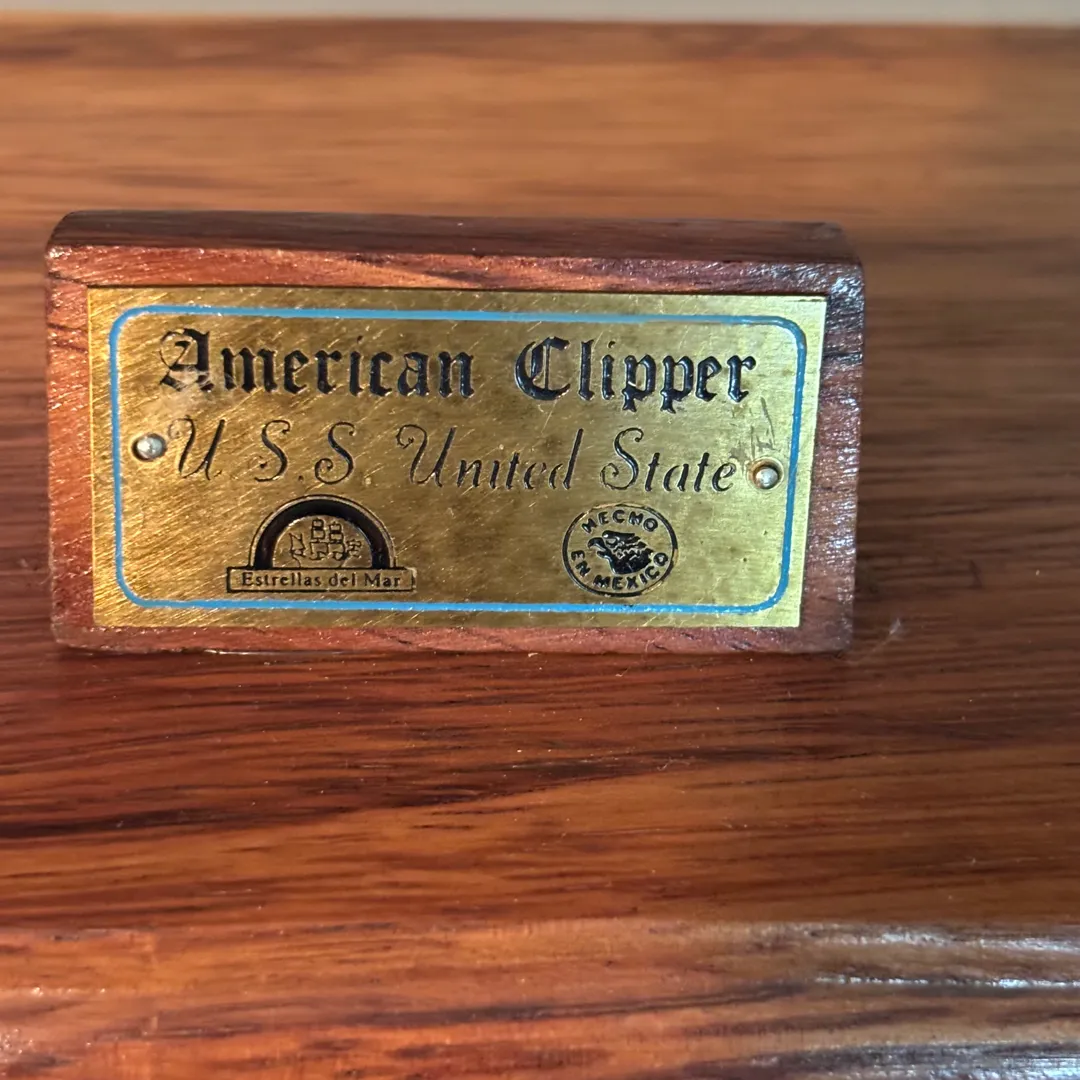 American Clipper
U S.S United State
Estrellas del Mar
HECHO
EN MEXICO